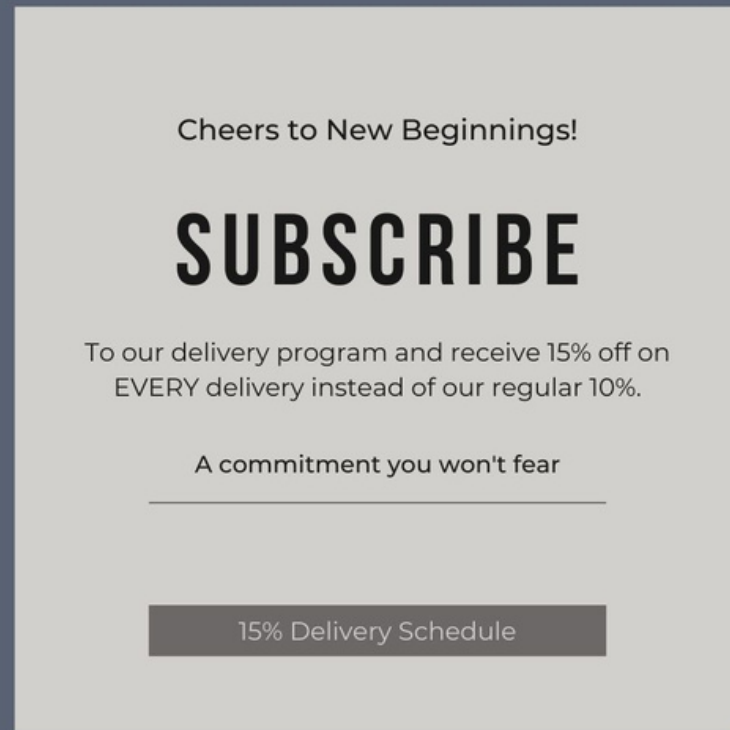 Cheers to New Beginnings!
SUBSCRIBE
To our delivery program and receive 15% off on
EVERY delivery instead of our regular 10%.
A commitment you won't fear
15% Delivery Schedule